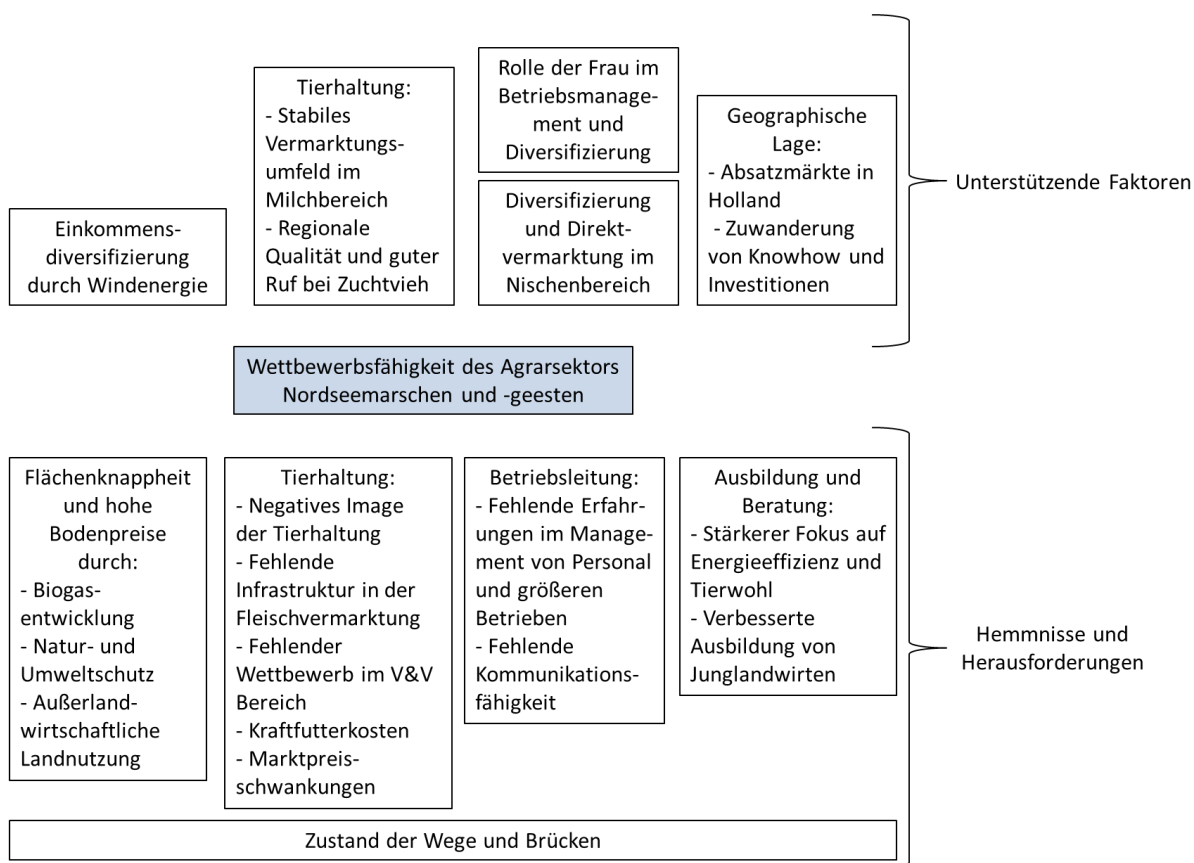 Einkommens-
diversifizierung
durch Windenergie
Tierhaltung:
- Stabiles
Vermarktungs-
umfeld im
Milchbereich
- Regionale
Qualität und guter
Ruf bei Zuchtvieh
Rolle der Frau im
Betriebsmanage-
ment und
Diversifizierung
Diversifizierung
und Direkt-
vermarktung im
Nischenbereich
Geographische
Lage:
- Absatzmärkte in
Holland
- Zuwanderung
von Knowhow und
Investitionen
Unterstützende Faktoren
Wettbewerbsfähigkeit des Agrarsektors
Nordseemarschen und -geesten
Flächenknappheit
und hohe
Bodenpreise
durch:
- Biogas-
entwicklung
- Natur- und
Umweltschutz
- Außerland-
wirtschaftliche
Landnutzung
Tierhaltung:
- Negatives Image
der Tierhaltung
- Fehlende
Infrastruktur in der
Fleischvermarktung
- Fehlender
Wettbewerb im V&V
Bereich
- Kraftfutterkosten
- Marktpreis-
schwankungen
Betriebsleitung:
- Fehlende Erfahr-
ungen im Manage-
ment von Personal
und größeren
Betrieben
- Fehlende
Kommunikations-
fähigkeit
Ausbildung und
Beratung:
- Stärkerer Fokus auf
Energieeffizienz und
Tierwohl
- Verbesserte
Ausbildung von
Junglandwirten
Hemmnisse und
Herausforderungen
Zustand der Wege und Brücken